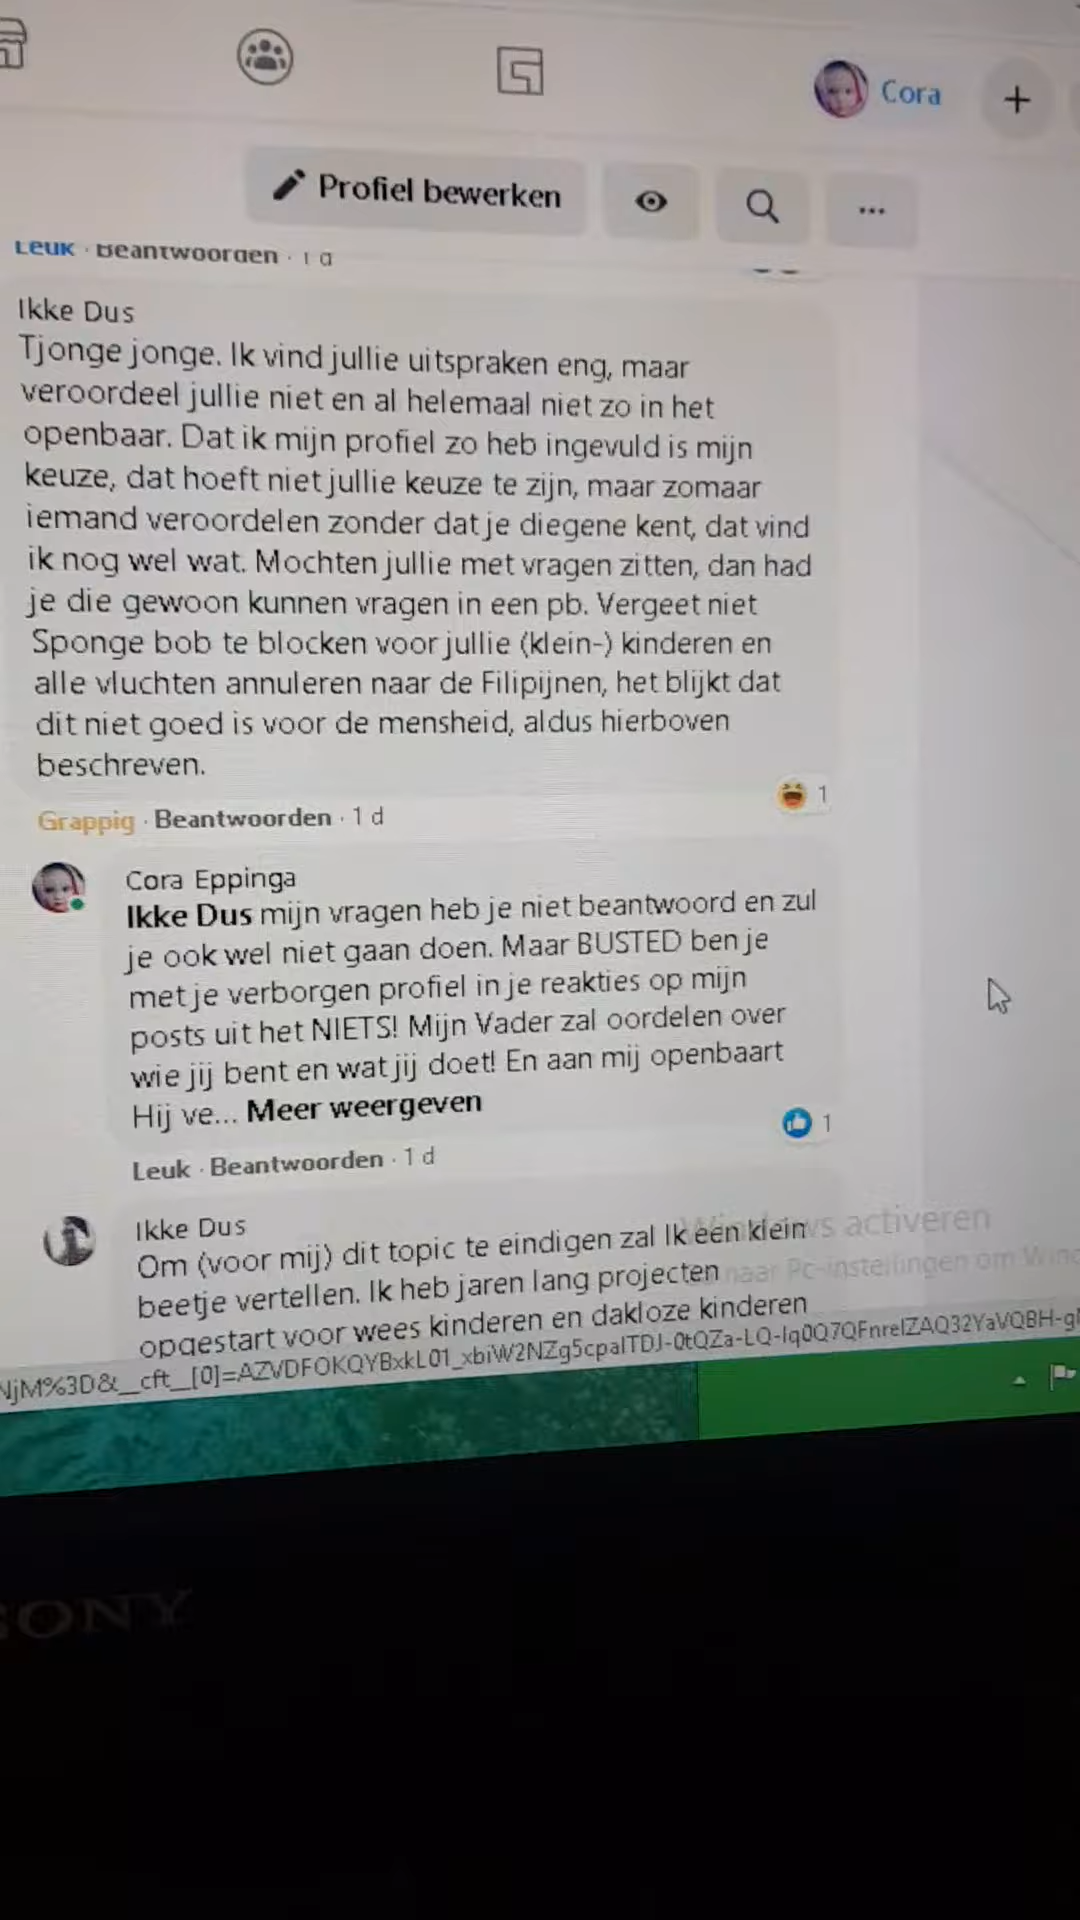 Cora
Profiel bewerken
Leuk · Beantwoorden · 1 d
Ikke Dus
Tjonge jonge. Ik vind jullie uitspraken eng, maar
veroordeel jullie niet en al helemaal niet zo in het
openbaar. Dat ik mijn profiel zo heb ingevuld is mijn
keuze, dat hoeft niet jullie keuze te zijn, maar zomaar
iemand veroordelen zonder dat je diegene kent, dat vind
ik nog wel wat. Mochten jullie met vragen zitten, dan had
je die gewoon kunnen vragen in een pb. Vergeet niet
Sponge bob te blocken voor jullie (klein-) kinderen en
alle vluchten annuleren naar de Filipijnen, het blijkt dat
dit niet goed is voor de mensheid, aldus hierboven
beschreven.
1
Grappig · Beantwoorden · 1 d
Cora Eppinga
Ikke Dus mijn vragen heb je niet beantwoord en zul
je ook wel niet gaan doen. Maar BUSTED ben je
met je verborgen profiel in je reakties op mijn
posts uit het NIETS! Mijn Vader zal oordelen over
wie jij bent en wat jij doet! En aan mij openbaart
Hij ve... Meer weergeven
1
Leuk · Beantwoorden · 1 d
Ikke Dus
Om (voor mij) dit topic te eindigen zal Ik een klein
beetje vertellen. Ik heb jaren lang projecten
opgestart voor wees kinderen en dakloze kinderen
Windows activeren
naar Pc-instellingen om
SONY